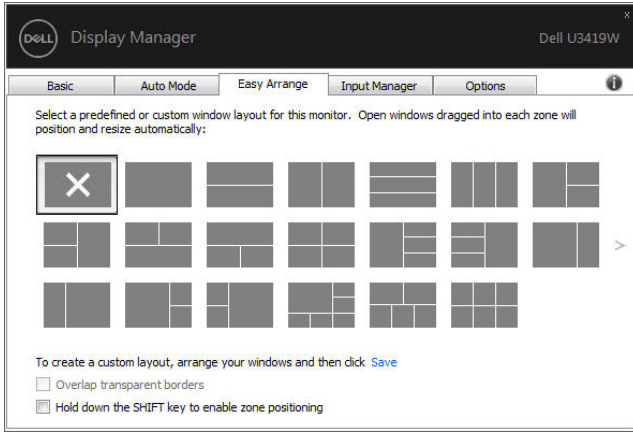 x
DELL Display Manager Dell U3419W
Basic Auto Mode Easy Arrange Input Manager Options i
Select a predefined or custom window layout for this monitor. Open windows dragged into each zone will
position and resize automatically:
>
To create a custom layout, arrange your windows and then click Save
Overlap transparent borders
Hold down the SHIFT key to enable zone positioning